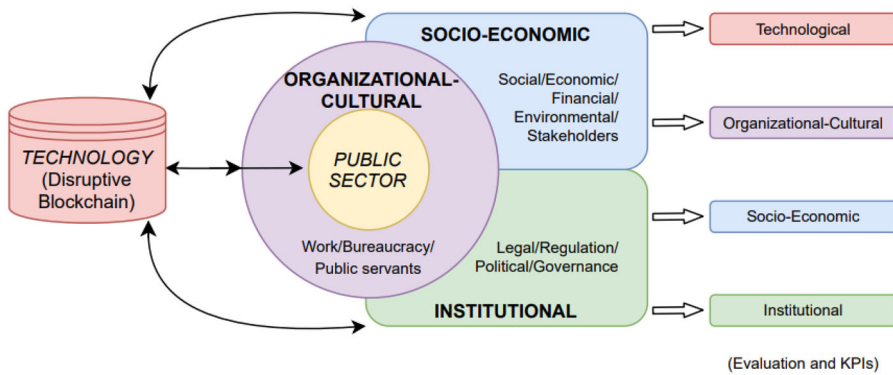 SOCIO-ECONOMIC
Social/Economic/
Financial/
Environmental/
Stakeholders
ORGANIZATIONAL-
CULTURAL
PUBLIC
SECTOR
Work/Bureaucracy/
Public servants
TECHNOLOGY
(Disruptive
Blockchain)
Legal/Regulation/
Political/Governance
INSTITUTIONAL
Technological
Organizational-Cultural
Socio-Economic
Institutional
(Evaluation and KPIs)